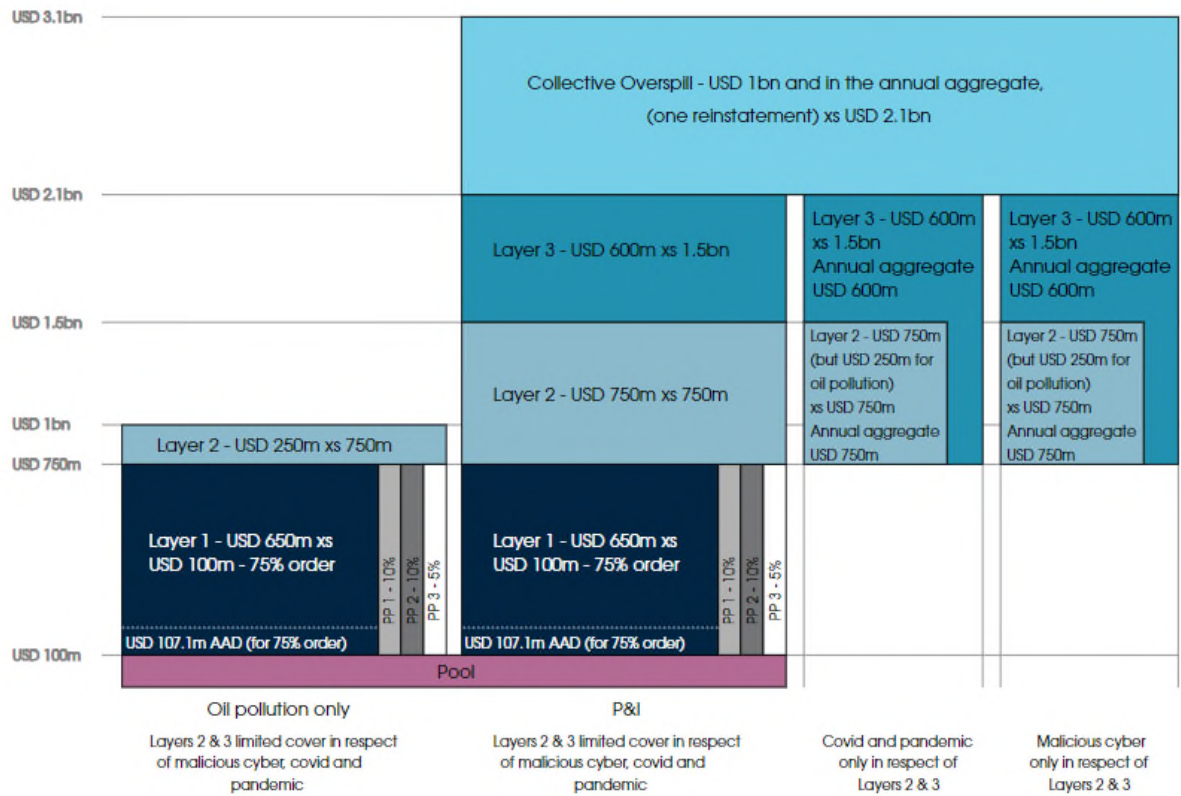 USD 3.1bn
Collective Overspill - USD 1bn and in the annual aggregate,
(one reinstatement) xs USD 2.1bn
USD 2.1bn
Layer 3 - USD 600m xs 1.5bn
Layer 3 - USD 600m
xs 1.5bn
Annual aggregate
USD 600m
Layer 3 - USD 600m
xs 1.5bn
Annual aggregate
USD 600m
USD 1.5bn
Layer 2 - USD 750m xs 750m
Layer 2 - USD 750m
(but USD 250m for
oil pollution)
xs USD 750m
Annual aggregate
USD 750m
Layer 2 - USD 750m
(but USD 250m for
oil pollution)
xs USD 750m
Annual aggregate
USD 750m
USD 1bn
Layer 2 - USD 250m xs 750m
USD 750m
Layer 1 - USD 650m xs
USD 100m - 75% order
PP 1 - 10%
PP 2 - 10%
PP 3 - 5%
USD 107.1m AAD (for 75% order)
Layer 1 - USD 650m xs
USD 100m - 75% order
PP 1 - 10%
PP 2 - 10%
PP 3 - 5%
USD 107.1m AAD (for 75% order)
USD 100m
Pool
Oil pollution only
Layers 2 & 3 limited cover in respect
of malicious cyber, covid and
pandemic
P&I
Layers 2 & 3 limited cover in respect
of malicious cyber, covid and
pandemic
Covid and pandemic
only in respect of
Layers 2 & 3
Malicious cyber
only in respect of
Layers 2 & 3